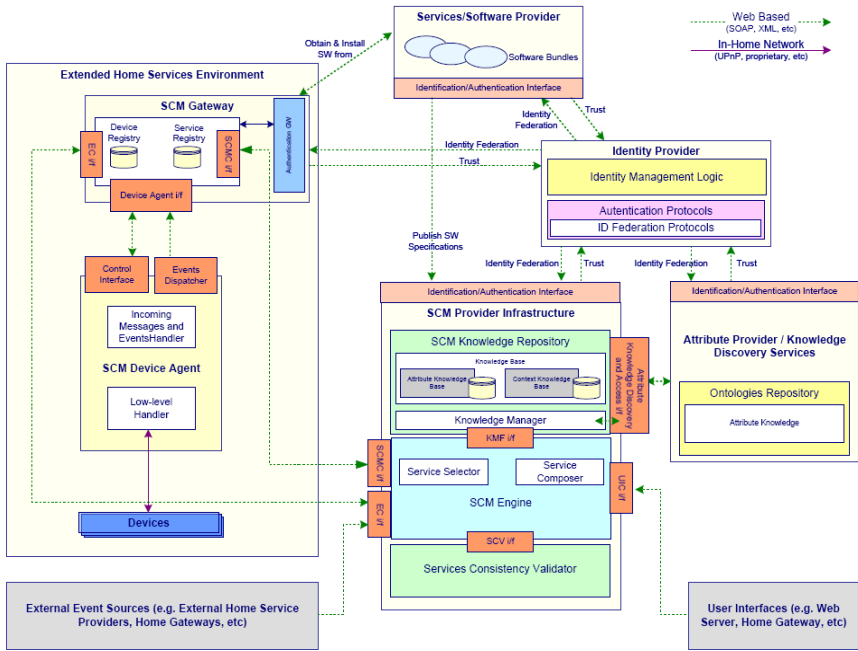 Services/Software Provider
Software Bundles
Identification/Authentication Interface
Web Based
(SOAP, XML, etc)
In-Home Network
(UPnP, proprietary, etc)
Obtain & Install
SW from
Extended Home Services Environment
SCM Gateway
Device
Registry
Service
Registry
EC i/f
SCMC i/f
Authentication GW
Device Agent i/f
Identity
Federation
Trust
Identity Federation
Trust
Identity Provider
Identity Management Logic
Autentication Protocols
ID Federation Protocols
Publish SW
Specifications
Identity Federation
Trust
Identity Federation
Trust
Control
Interface
Events
Dispatcher
Incoming
Messages and
EventsHandler
SCM Device Agent
Low-level
Handler
Devices
Identification/Authentication Interface
SCM Provider Infrastructure
SCM Knowledge Repository
Knowledge Base
Attribute Knowledge
Base
Context Knowledge
Base
Knowledge Manager
Attribute
Knowledge Discovery
and Access i/f
KMF i/f
SCMC i/f
EC i/f
Service Selector
Service
Composer
SCM Engine
UIC i/f
SCV i/f
Services Consistency Validator
Identification/Authentication Interface
Attribute Provider / Knowledge
Discovery Services
Ontologies Repository
Attribute Knowledge
External Event Sources (e.g. External Home Service
Providers, Home Gateways, etc)
User Interfaces (e.g. Web
Server, Home Gateway, etc)